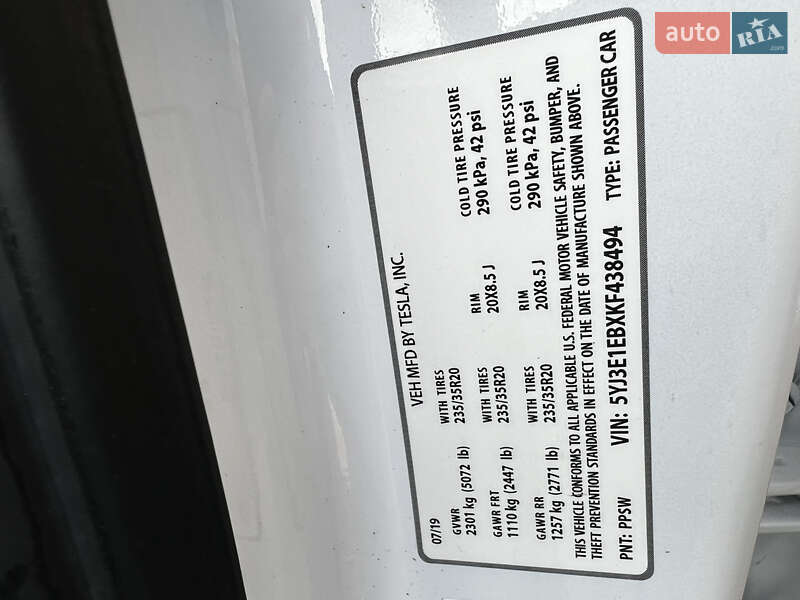 auto RIA.com
VEH MFD BY TESLA, INC.
07/19
GVWR WITH TIRES
2301 kg (5072 lb) 235/35R20
GAWR FRT WITH TIRES RIM COLD TIRE PRESSURE
1110 kg (2447 lb) 235/35R20 20X8.5 J 290 kPa, 42 psi
GAWR RR WITH TIRES RIM COLD TIRE PRESSURE
1257 kg (2771 lb) 235/35R20 20X8.5 J 290 kPa, 42 psi
THIS VEHICLE CONFORMS TO ALL APPLICABLE U.S. FEDERAL MOTOR VEHICLE SAFETY, BUMPER, AND
THEFT PREVENTION STANDARDS IN EFFECT ON THE DATE OF MANUFACTURE SHOWN ABOVE.
VIN: 5YJ3E1EBXKF438494 TYPE: PASSENGER CAR
PNT: PPSW